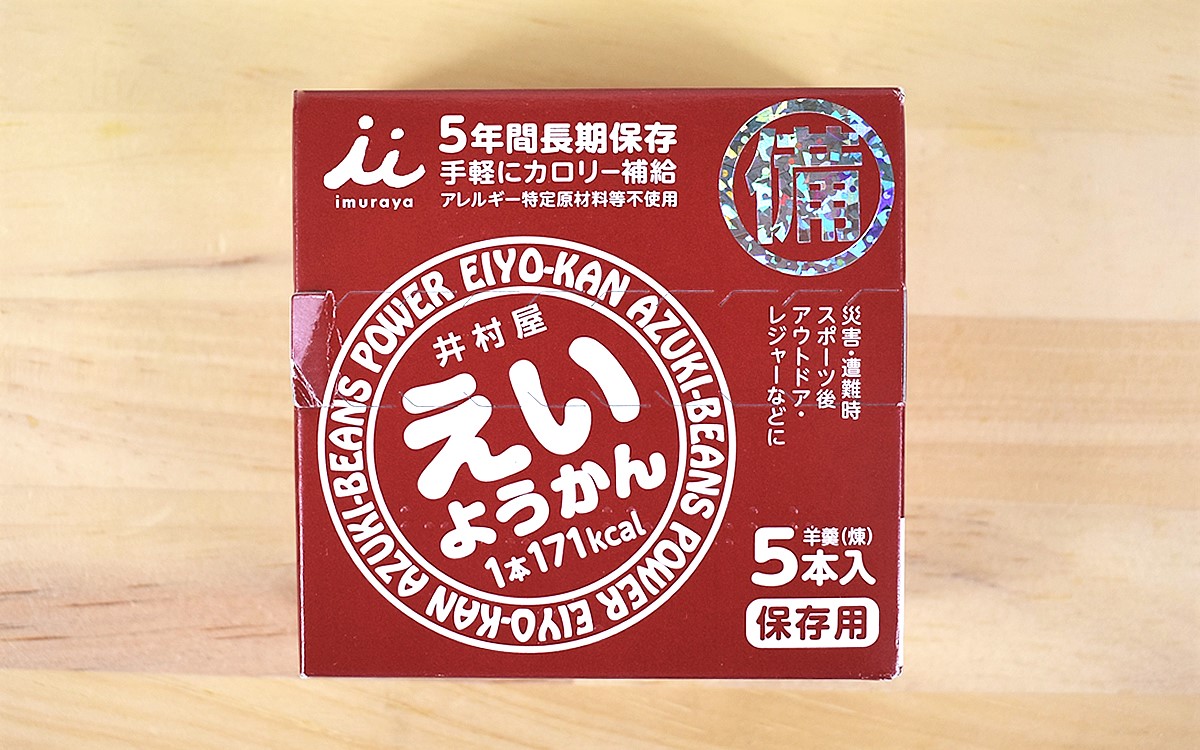 imuraya
5年間長期保存
手軽にカロリー補給
アレルギー特定原材料等不使用
備
AZUKI-BEANS POWER EIYO-KAN AZUKI-BEANS POWER EIYO-KAN
井村屋
えい
ようかん
1本171kcal
災害・遭難時
スポーツ後
アウトドア・
レジャーなどに
羊羹(煉)
5本入
保存用